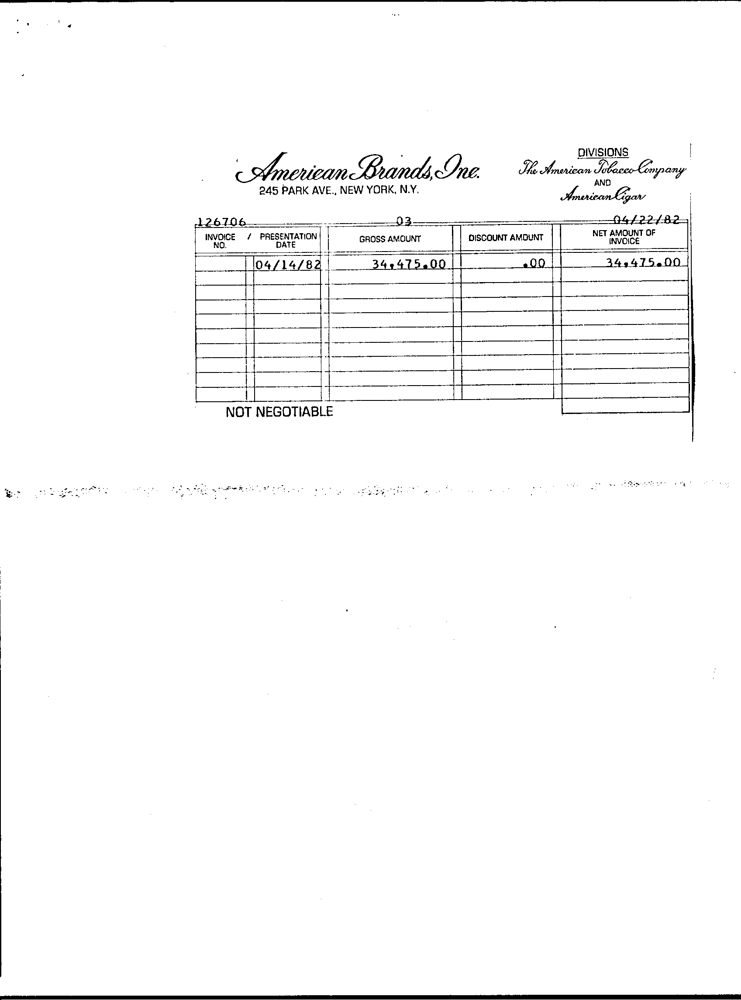 DIVISIONS
American Brands, Inc. The American Tobacco Company
245 PARK AVE., NEW YORK, N.Y. AND
American Cigar
126706 03 04/22/82
INVOICE NO. / PRESENTATION DATE GROSS AMOUNT DISCOUNT AMOUNT NET AMOUNT OF INVOICE
04/14/82 34,475.00 .00 34,475.00
NOT NEGOTIABLE